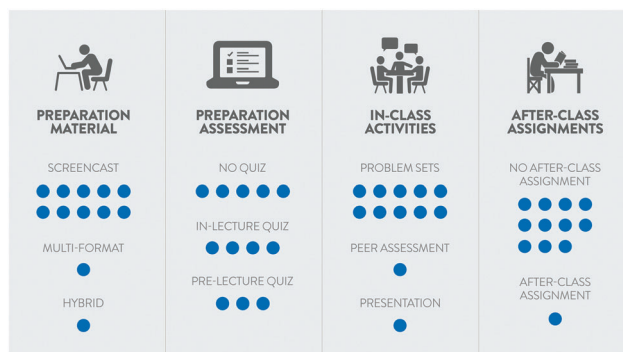 PREPARATION
MATERIAL
SCREENCAST
MULTI-FORMAT
HYBRID
PREPARATION
ASSESSMENT
NO QUIZ
IN-LECTURE QUIZ
PRE-LECTURE QUIZ
IN-CLASS
ACTIVITIES
PROBLEM SETS
PEER ASSESSMENT
PRESENTATION
AFTER-CLASS
ASSIGNMENTS
NO AFTER-CLASS
ASSIGNMENT
AFTER-CLASS
ASSIGNMENT